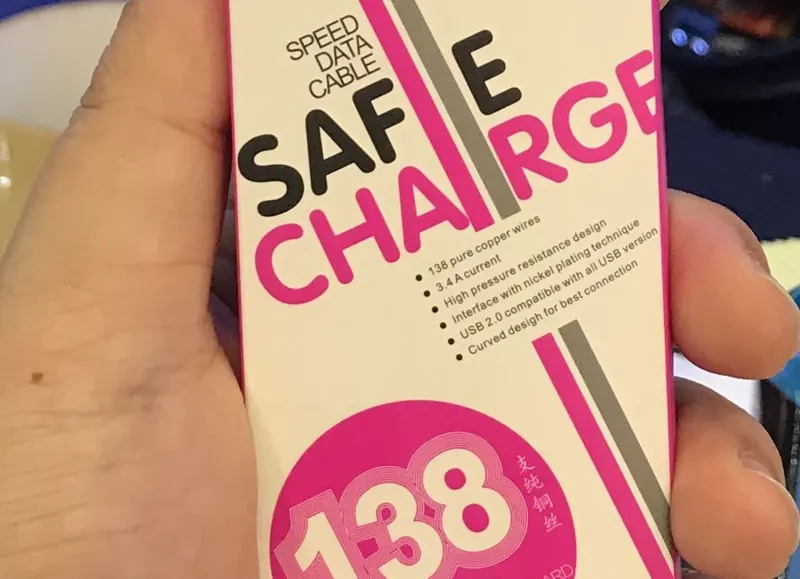 SPEED
DATA
CABLE
SAFE
CHARGE
138 pure copper wires
3.4 A current
High pressure resistance design
Interface with nickel plating technique
USB 2.0 compatible with all USB version
Curved desigh for best connection
138
支纯铜丝